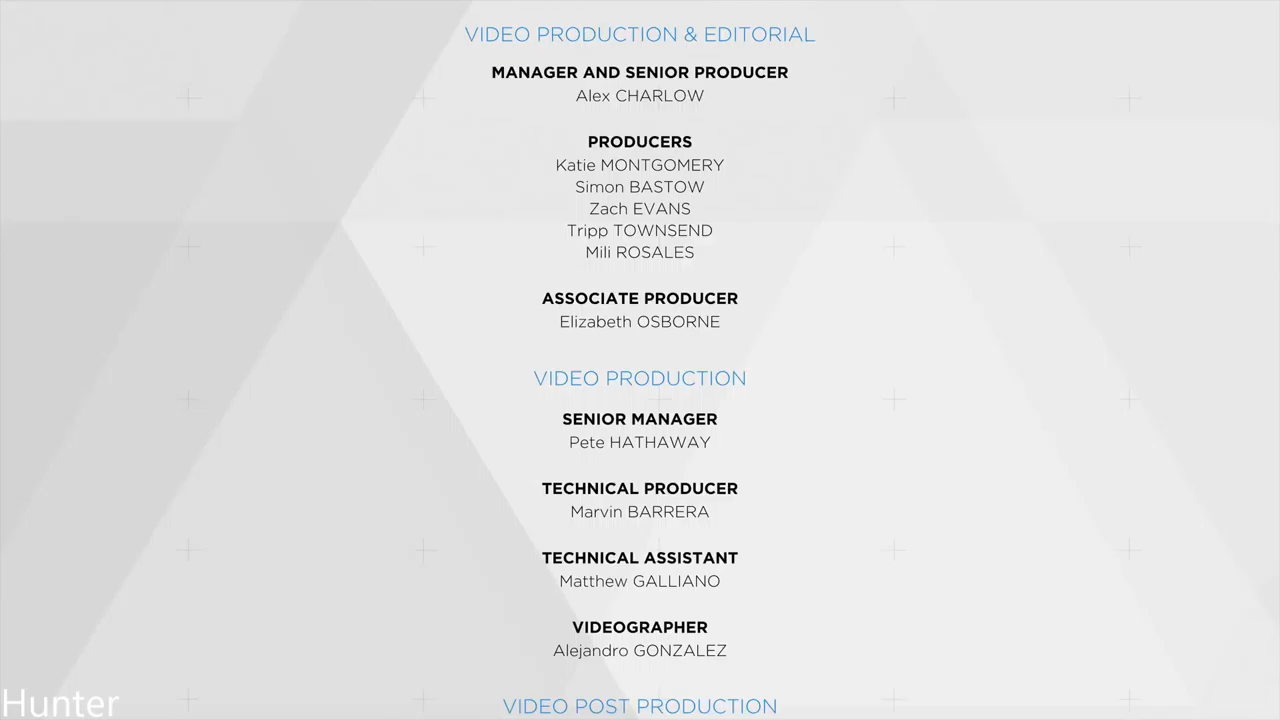 VIDEO PRODUCTION & EDITORIAL
MANAGER AND SENIOR PRODUCER
Alex CHARLOW
PRODUCERS
Katie MONTGOMERY
Simon BASTOW
Zach EVANS
Tripp TOWNSEND
Mili ROSALES
ASSOCIATE PRODUCER
Elizabeth OSBORNE
VIDEO PRODUCTION
SENIOR MANAGER
Pete HATHAWAY
TECHNICAL PRODUCER
Marvin BARRERA
TECHNICAL ASSISTANT
Matthew GALLIANO
VIDEOGRAPHER
Alejandro GONZALEZ
VIDEO POST PRODUCTION
Hunter